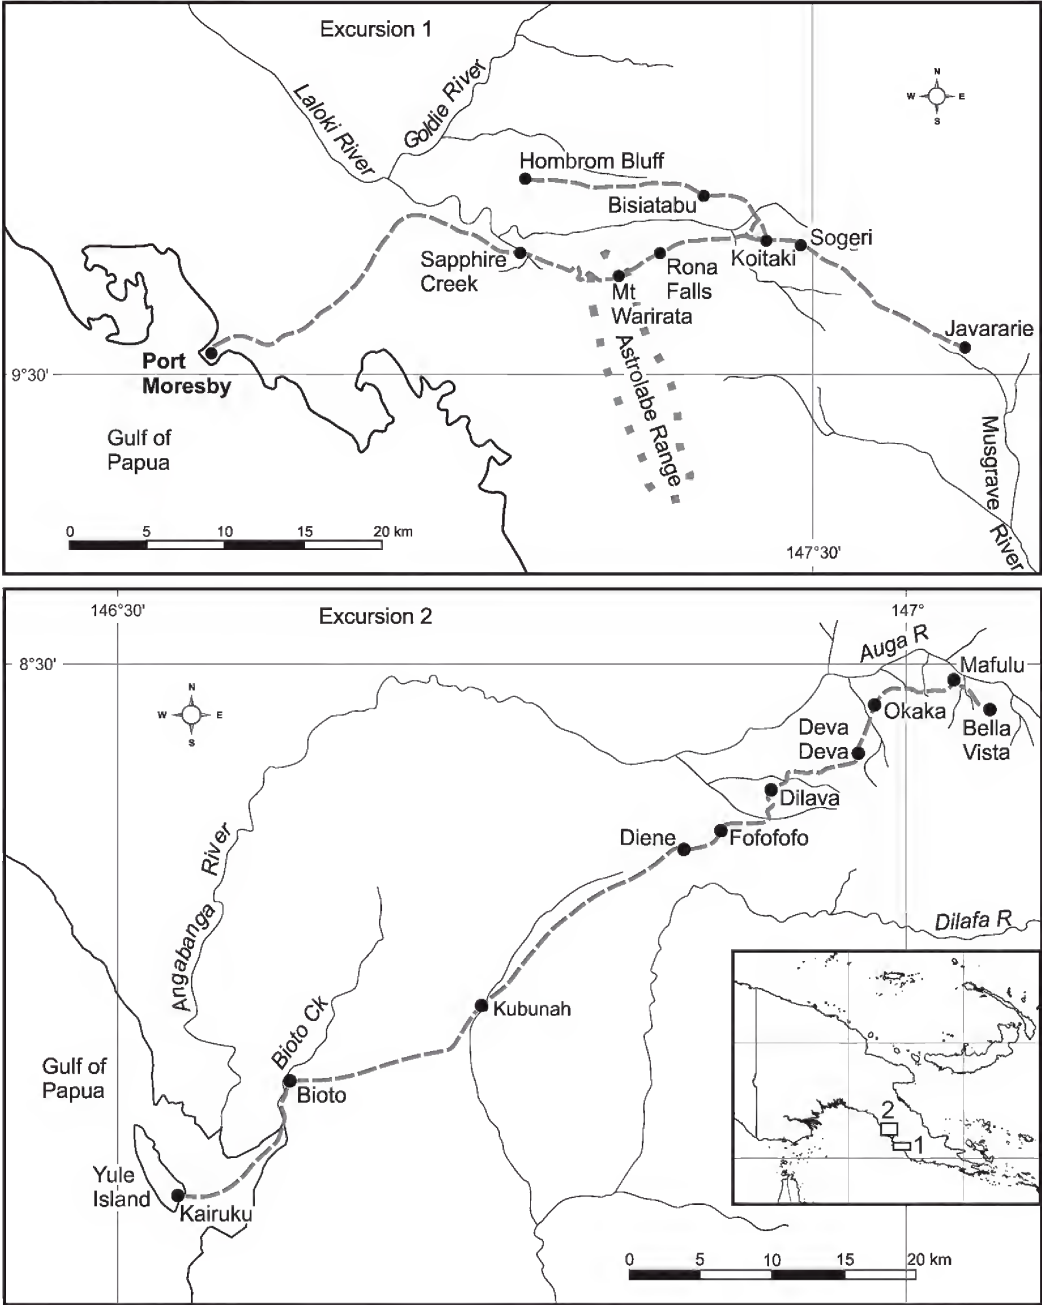 Excursion 1
Laloki River
Goldie River
N
W E
S
Hombrom Bluff
Bisiatabu
Sapphire
Creek
Mt
Warirata
Rona
Falls
Koitaki
Sogeri
Javararie
Port
Moresby
9°30'
Gulf of
Papua
Astrolabe Range
Musgrave River
0 5 10 15 20 km
147°30'
146°30'
Excursion 2
147°
8°30'
Auga R
Mafulu
N
W E
S
Okaka
Bella
Vista
Deva
Deva
Dilava
Diene
Fofofofo
Angabanga River
Dilafa R
Kubunah
Bioto Ck
Gulf of
Papua
Bioto
2
1
Yule
Island
Kairuku
0 5 10 15 20 km